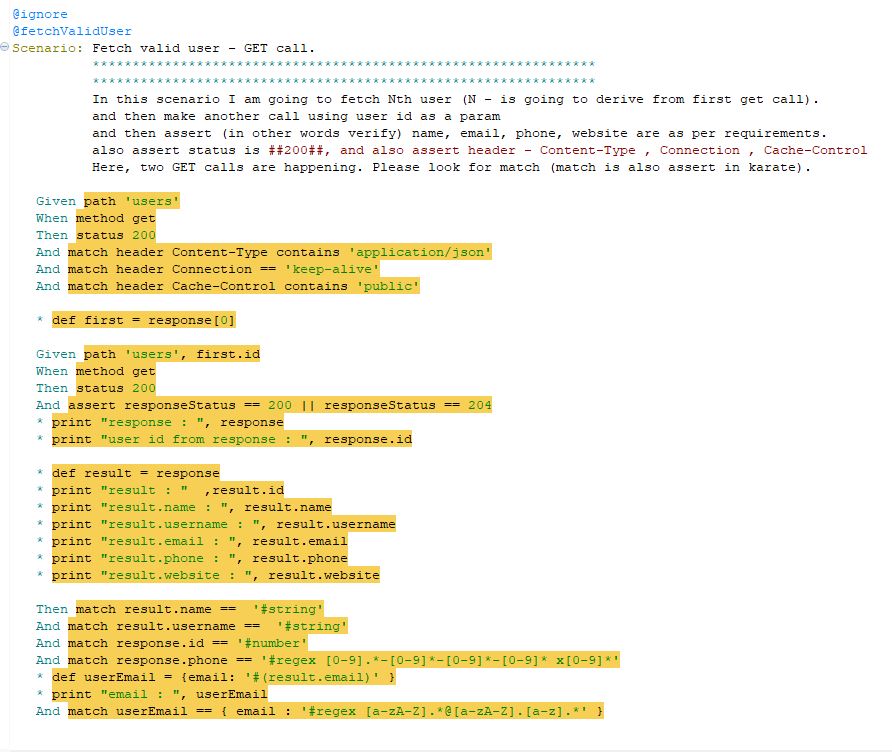 @ignore
@fetchValidUser
Scenario: Fetch valid user - GET call.
***************************************************************
***************************************************************
In this scenario I am going to fetch Nth user (N - is going to derive from first get call).
and then make another call using user id as a param
and then assert (in other words verify) name, email, phone, website are as per requirements.
also assert status is ##200##, and also assert header - Content-Type , Connection , Cache-Control
Here, two GET calls are happening. Please look for match (match is also assert in karate).
Given path 'users'
When method get
Then status 200
And match header Content-Type contains 'application/json'
And match header Connection == 'keep-alive'
And match header Cache-Control contains 'public'
* def first = response[0]
Given path 'users', first.id
When method get
Then status 200
And assert responseStatus == 200 || responseStatus == 204
* print "response : ", response
* print "user id from response : ", response.id
* def result = response
* print "result : "  ,result.id
* print "result.name : ", result.name
* print "result.username : ", result.username
* print "result.email : ", result.email
* print "result.phone : ", result.phone
* print "result.website : ", result.website
Then match result.name ==  '#string'
And match result.username ==  '#string'
And match response.id == '#number'
And match response.phone == '#regex [0-9].*-[0-9]*-[0-9]*-[0-9]* x[0-9]*'
* def userEmail = {email: '#(result.email)' }
* print "email : ", userEmail
And match userEmail == { email : '#regex [a-zA-Z].*@[a-zA-Z].[a-z].*' }